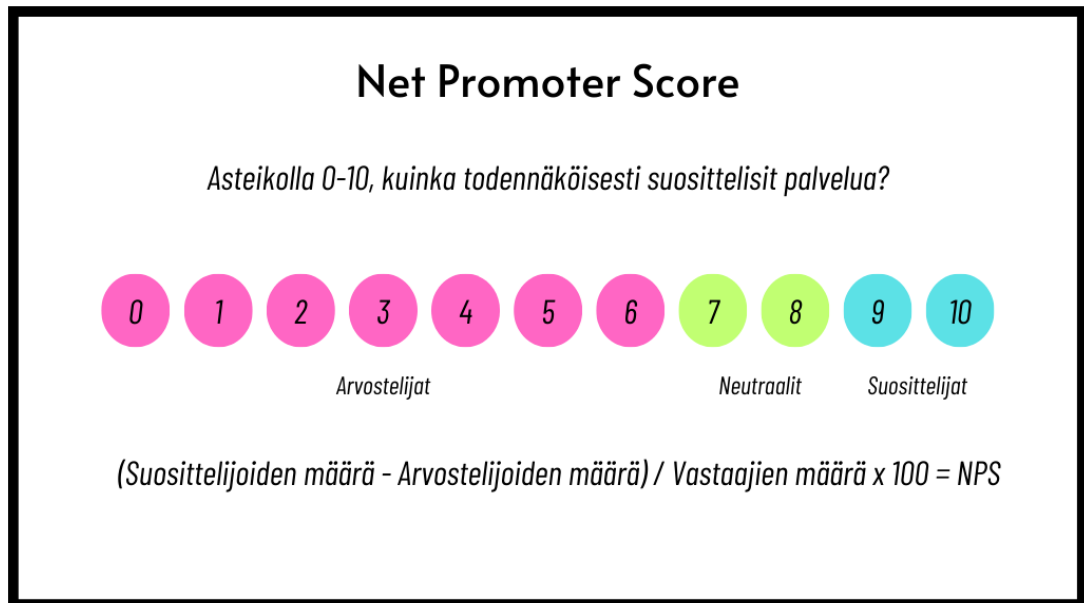 Net Promoter Score
Asteikolla 0-10, kuinka todennäköisesti suosittelisit palvelua?
0 1 2 3 4 5 6 7 8 9 10
Arvostelijat Neutraalit Suosittelijat
(Suosittelijoiden määrä - Arvostelijoiden määrä) / Vastaajien määrä x 100 = NPS